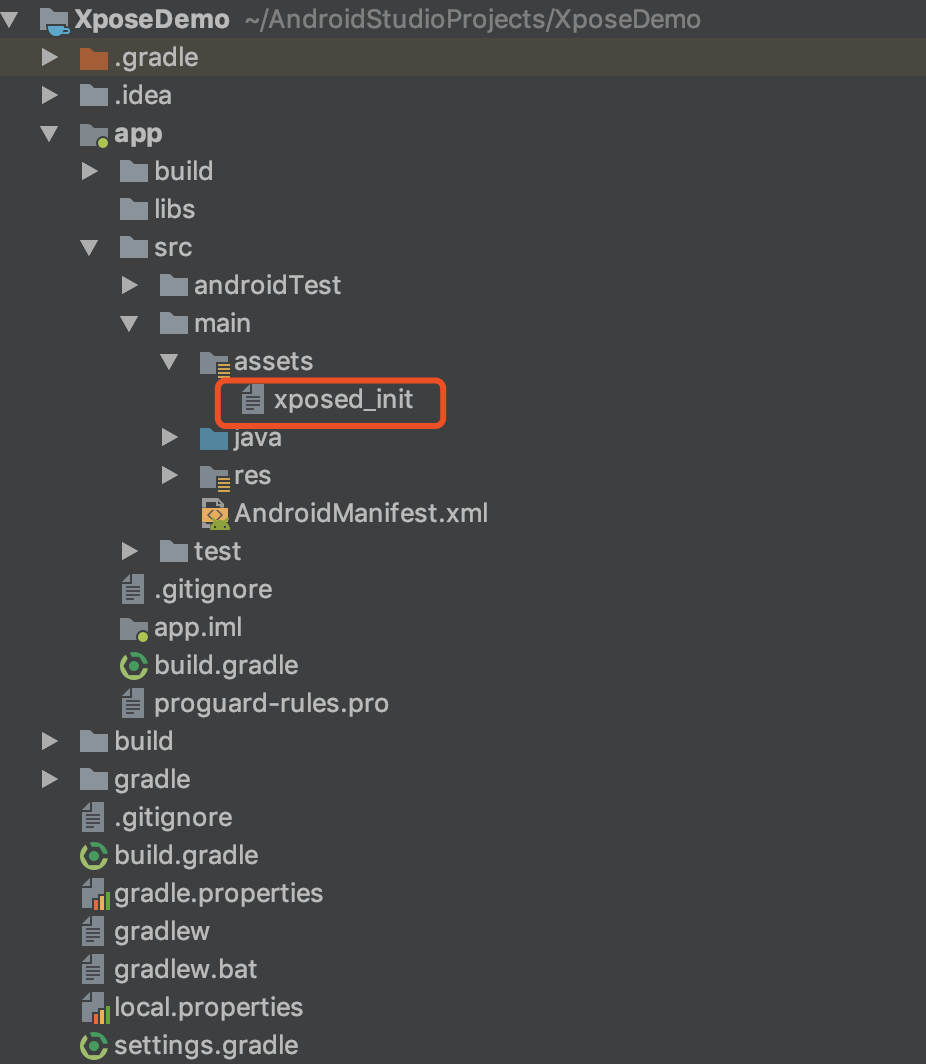 XposeDemo ~/AndroidStudioProjects/XposeDemo
.gradle
.idea
app
build
libs
src
androidTest
main
assets
xposed_init
java
res
AndroidManifest.xml
test
.gitignore
app.iml
build.gradle
proguard-rules.pro
build
gradle
.gitignore
build.gradle
gradle.properties
gradlew
gradlew.bat
local.properties
settings.gradle